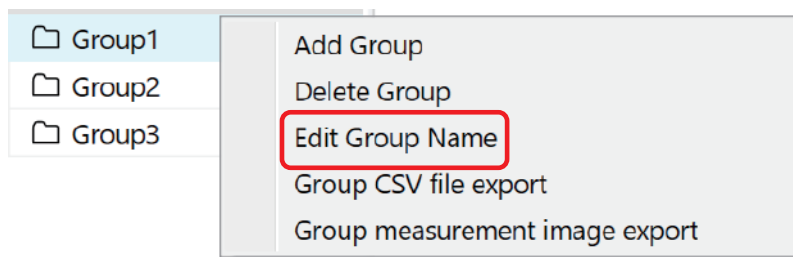 Group1
Group2
Group3
Add Group
Delete Group
Edit Group Name
Group CSV file export
Group measurement image export